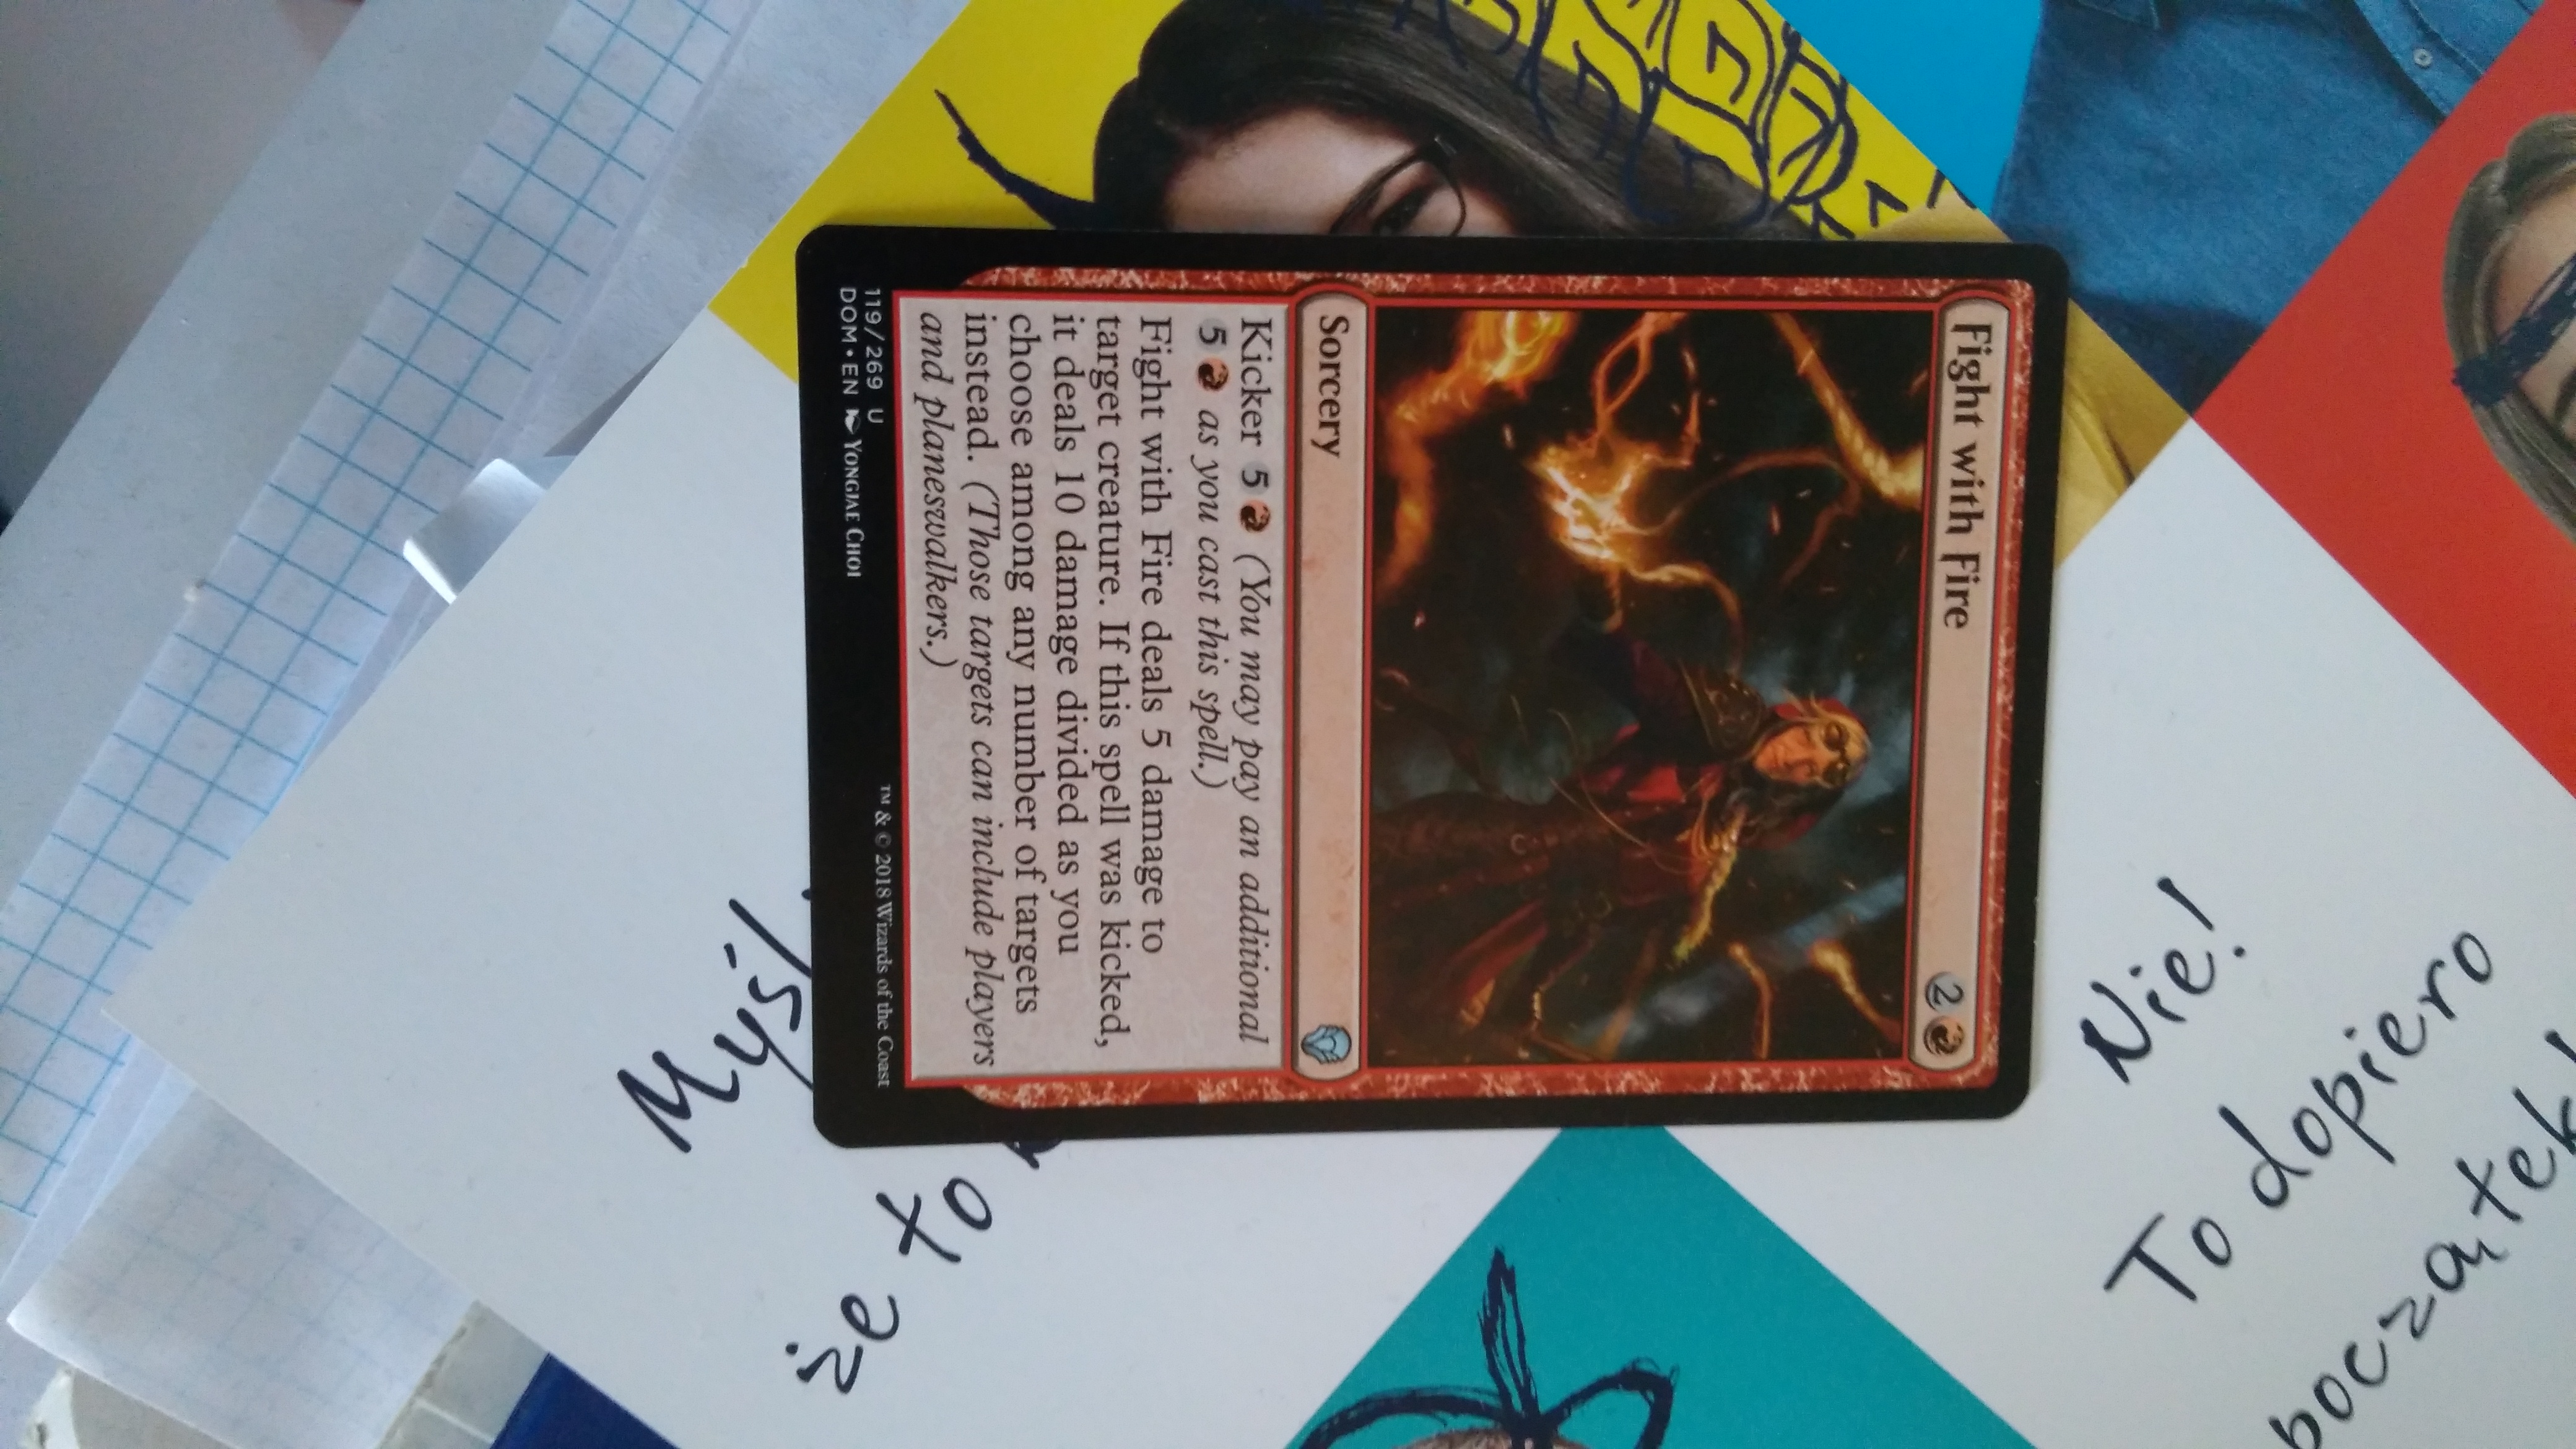 Fight with Fire 2
Sorcery
Kicker 5 (You may pay an additional
5 as you cast this spell.)
Fight with Fire deals 5 damage to
target creature. If this spell was kicked,
it deals 10 damage divided as you
choose among any number of targets
instead. (Those targets can include players
and planeswalkers.)
119/269 U
DOM • EN YONGJAE CHOI
™ & © 2018 Wizards of the Coast
Nie!
To dopiero
że to